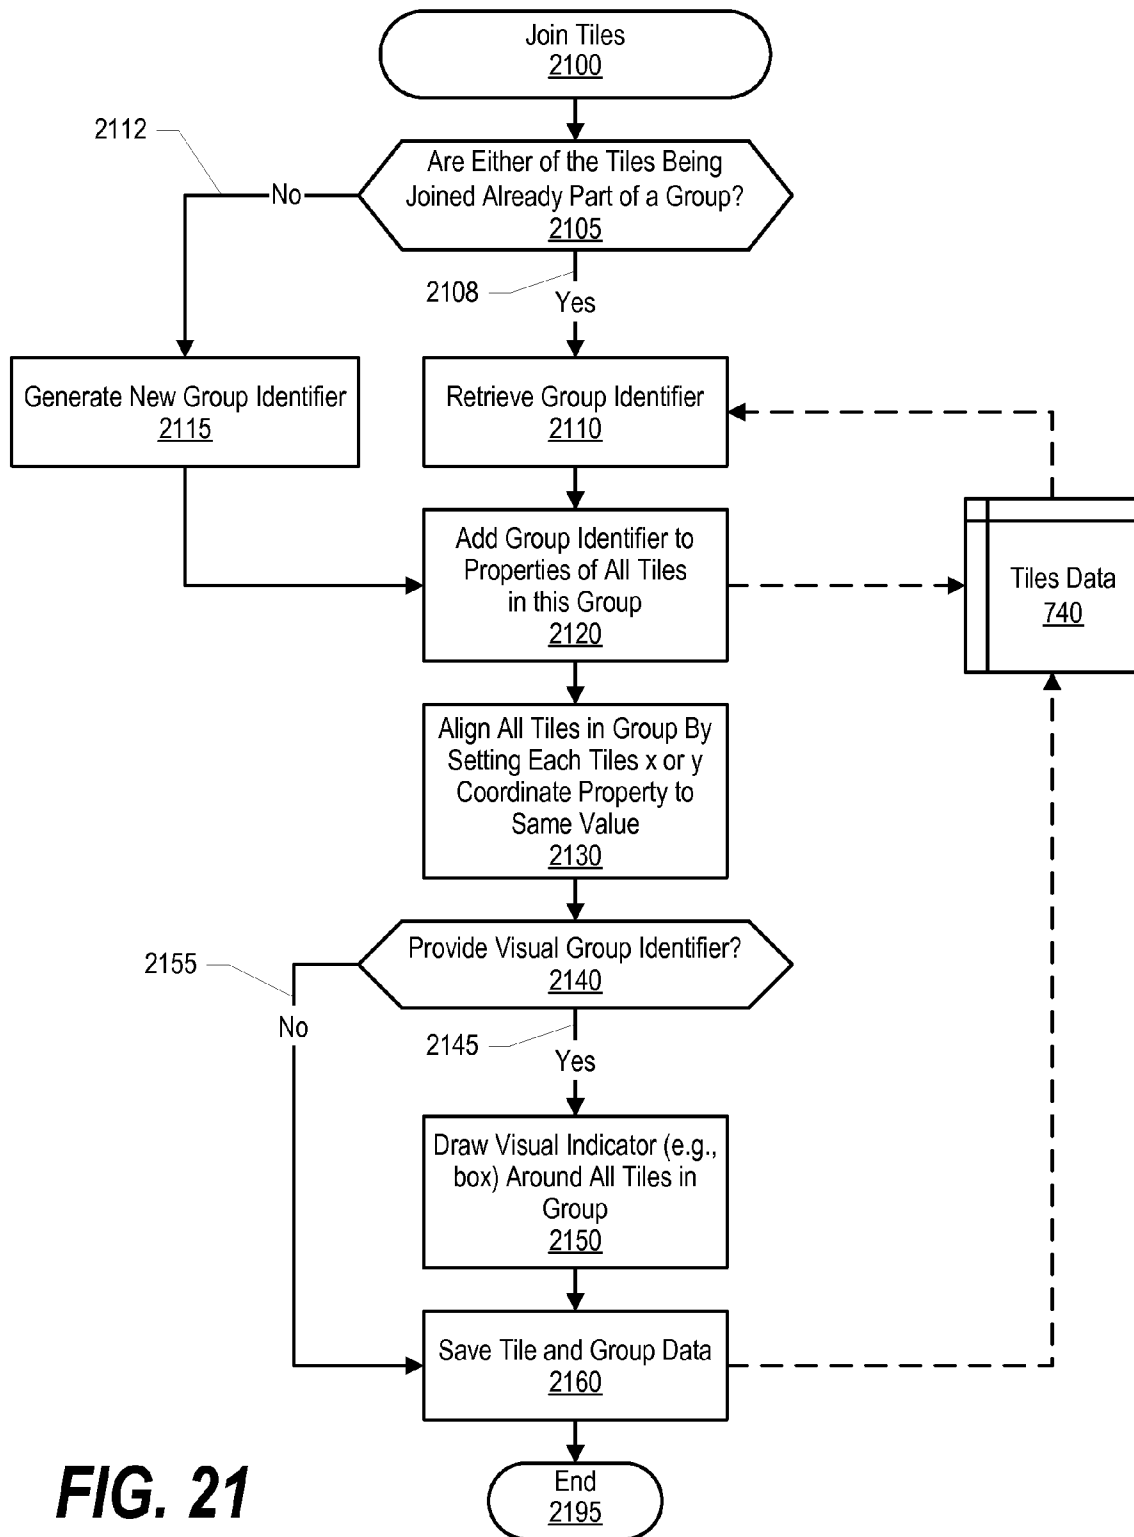 Join Tiles
2100
2112
Are Either of the Tiles Being
Joined Already Part of a Group?
2105
No
2108
Yes
Generate New Group Identifier
2115
Retrieve Group Identifier
2110
Add Group Identifier to
Properties of All Tiles
in this Group
2120
Tiles Data
740
Align All Tiles in Group By
Setting Each Tiles x or y
Coordinate Property to
Same Value
2130
Provide Visual Group Identifier?
2140
2155
No
2145
Yes
Draw Visual Indicator (e.g.,
box) Around All Tiles in
Group
2150
Save Tile and Group Data
2160
End
2195
FIG. 21